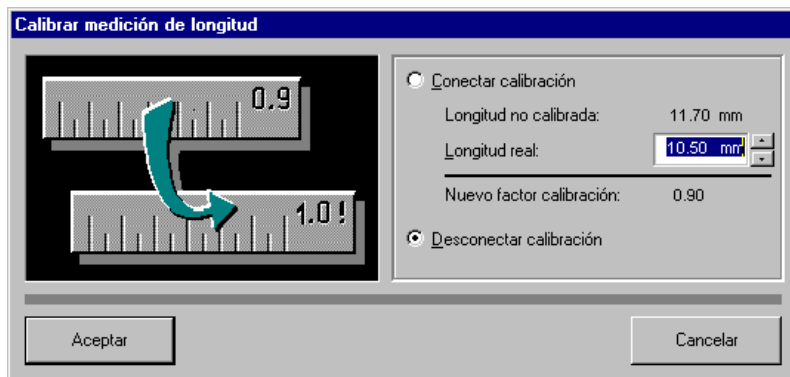 Calibrar medición de longitud
0.9
1.0!
Conectar calibración
Longitud no calibrada: 11.70 mm
Longitud real: 10.50 mm
Nuevo factor calibración: 0.90
Desconectar calibración
Aceptar
Cancelar